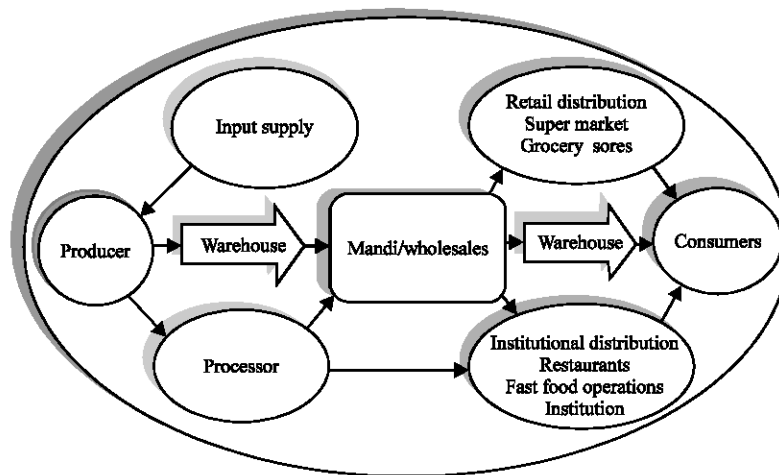 Input supply
Retail distribution
Super market
Grocery sores
Producer
Warehouse
Mandi/wholesales
Warehouse
Consumers
Processor
Institutional distribution
Restaurants
Fast food operations
Institution